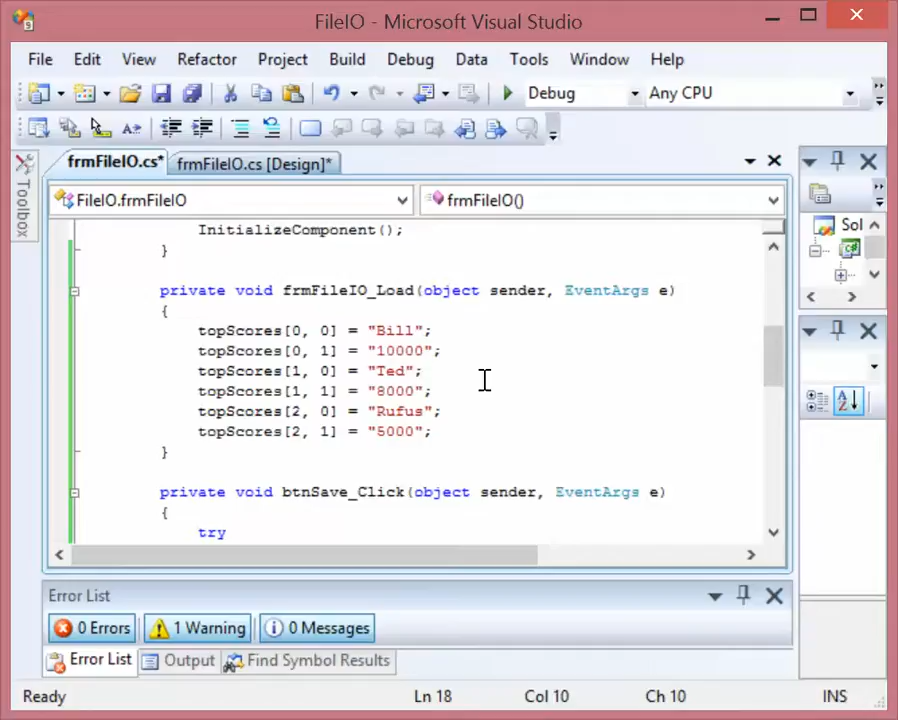 FileIO - Microsoft Visual Studio
File Edit View Refactor Project Build Debug Data Tools Window Help
Debug Any CPU
frmFileIO.cs* frmFileIO.cs [Design]*
Toolbox
FileIO.frmFileIO frmFileIO()
Sol
InitializeComponent();
}
private void frmFileIO_Load(object sender, EventArgs e)
{
topScores[0, 0] = "Bill";
topScores[0, 1] = "10000";
topScores[1, 0] = "Ted";
topScores[1, 1] = "8000";
topScores[2, 0] = "Rufus";
topScores[2, 1] = "5000";
}
private void btnSave_Click(object sender, EventArgs e)
{
try
Error List
0 Errors 1 Warning 0 Messages
Error List Output Find Symbol Results
Ready Ln 18 Col 10 Ch 10 INS